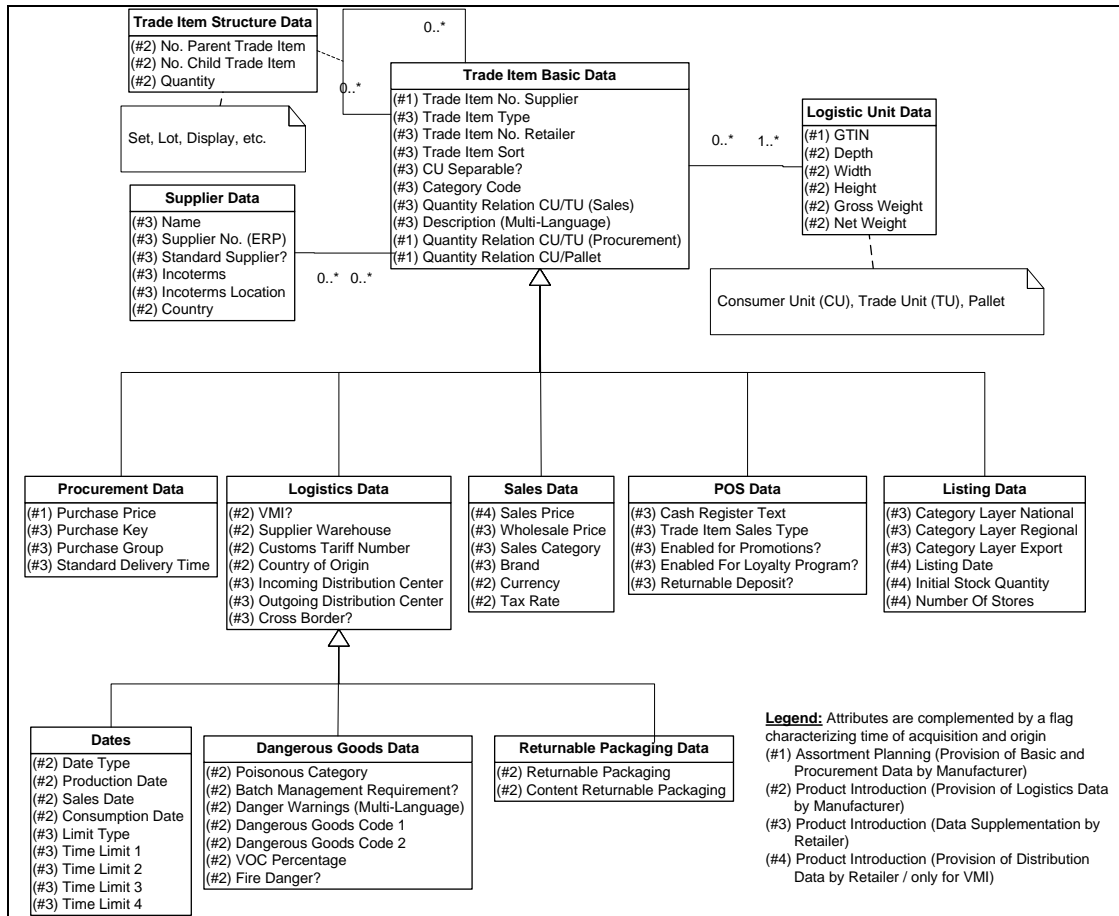 Trade Item Structure Data
(#2) No. Parent Trade Item
(#2) No. Child Trade Item
(#2) Quantity
Set, Lot, Display, etc.
0..*
0..*
Trade Item Basic Data
(#1) Trade Item No. Supplier
(#3) Trade Item Type
(#3) Trade Item No. Retailer
(#3) Trade Item Sort
(#3) CU Separable?
(#3) Category Code
(#3) Quantity Relation CU/TU (Sales)
(#3) Description (Multi-Language)
(#1) Quantity Relation CU/TU (Procurement)
(#1) Quantity Relation CU/Pallet
0..* 1..*
Logistic Unit Data
(#1) GTIN
(#2) Depth
(#2) Width
(#2) Height
(#2) Gross Weight
(#2) Net Weight
Consumer Unit (CU), Trade Unit (TU), Pallet
Supplier Data
(#3) Name
(#3) Supplier No. (ERP)
(#3) Standard Supplier?
(#3) Incoterms
(#3) Incoterms Location
(#2) Country
0..* 0..*
Procurement Data
(#1) Purchase Price
(#3) Purchase Key
(#3) Purchase Group
(#3) Standard Delivery Time
Logistics Data
(#2) VMI?
(#2) Supplier Warehouse
(#2) Customs Tariff Number
(#2) Country of Origin
(#3) Incoming Distribution Center
(#3) Outgoing Distribution Center
(#3) Cross Border?
Sales Data
(#4) Sales Price
(#3) Wholesale Price
(#3) Sales Category
(#3) Brand
(#2) Currency
(#2) Tax Rate
POS Data
(#3) Cash Register Text
(#3) Trade Item Sales Type
(#3) Enabled for Promotions?
(#3) Enabled For Loyalty Program?
(#3) Returnable Deposit?
Listing Data
(#3) Category Layer National
(#3) Category Layer Regional
(#3) Category Layer Export
(#4) Listing Date
(#4) Initial Stock Quantity
(#4) Number Of Stores
Dates
(#2) Date Type
(#2) Production Date
(#2) Sales Date
(#2) Consumption Date
(#3) Limit Type
(#3) Time Limit 1
(#3) Time Limit 2
(#3) Time Limit 3
(#3) Time Limit 4
Dangerous Goods Data
(#2) Poisonous Category
(#2) Batch Management Requirement?
(#2) Danger Warnings (Multi-Language)
(#2) Dangerous Goods Code 1
(#2) Dangerous Goods Code 2
(#2) VOC Percentage
(#2) Fire Danger?
Returnable Packaging Data
(#2) Returnable Packaging
(#2) Content Returnable Packaging
Legend: Attributes are complemented by a flag
characterizing time of acquisition and origin
(#1) Assortment Planning (Provision of Basic and
Procurement Data by Manufacturer)
(#2) Product Introduction (Provision of Logistics Data
by Manufacturer)
(#3) Product Introduction (Data Supplementation by
Retailer)
(#4) Product Introduction (Provision of Distribution
Data by Retailer / only for VMI)